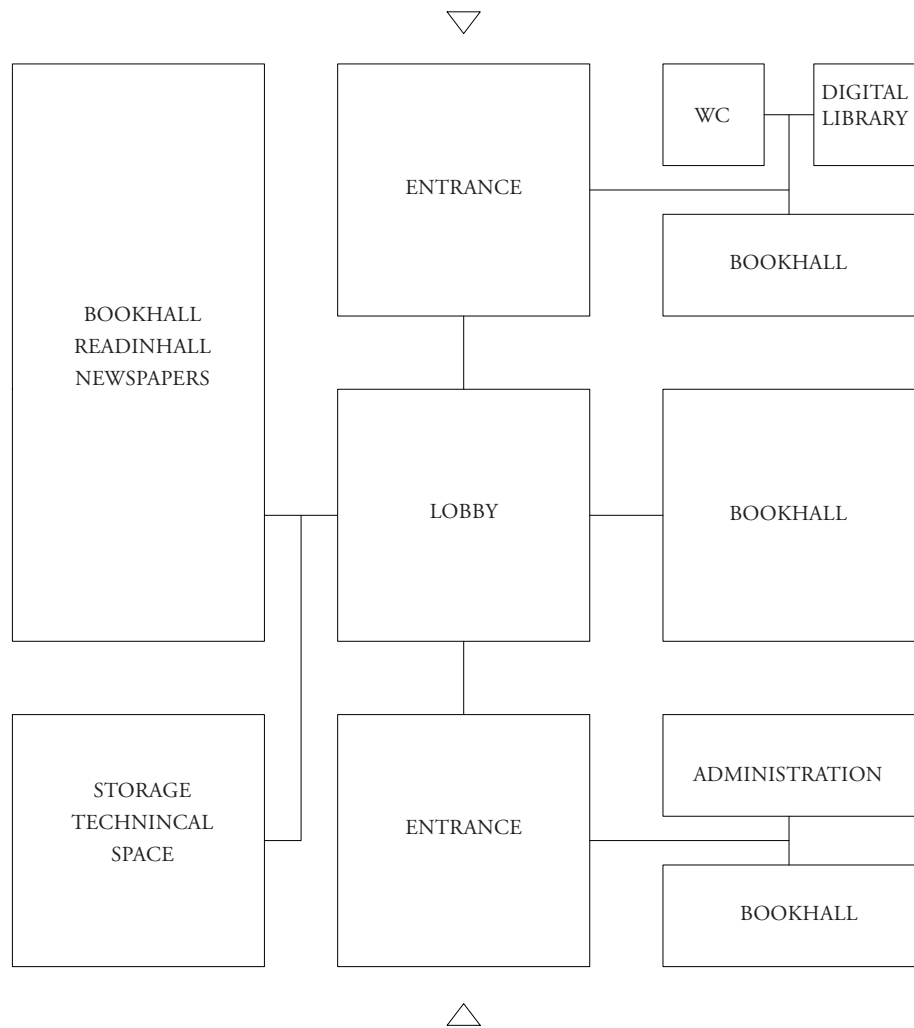 WC
DIGITAL
LIBRARY
ENTRANCE
BOOKHALL
BOOKHALL
READINHALL
NEWSPAPERS
LOBBY
BOOKHALL
STORAGE
TECHNINCAL
SPACE
ENTRANCE
ADMINISTRATION
BOOKHALL